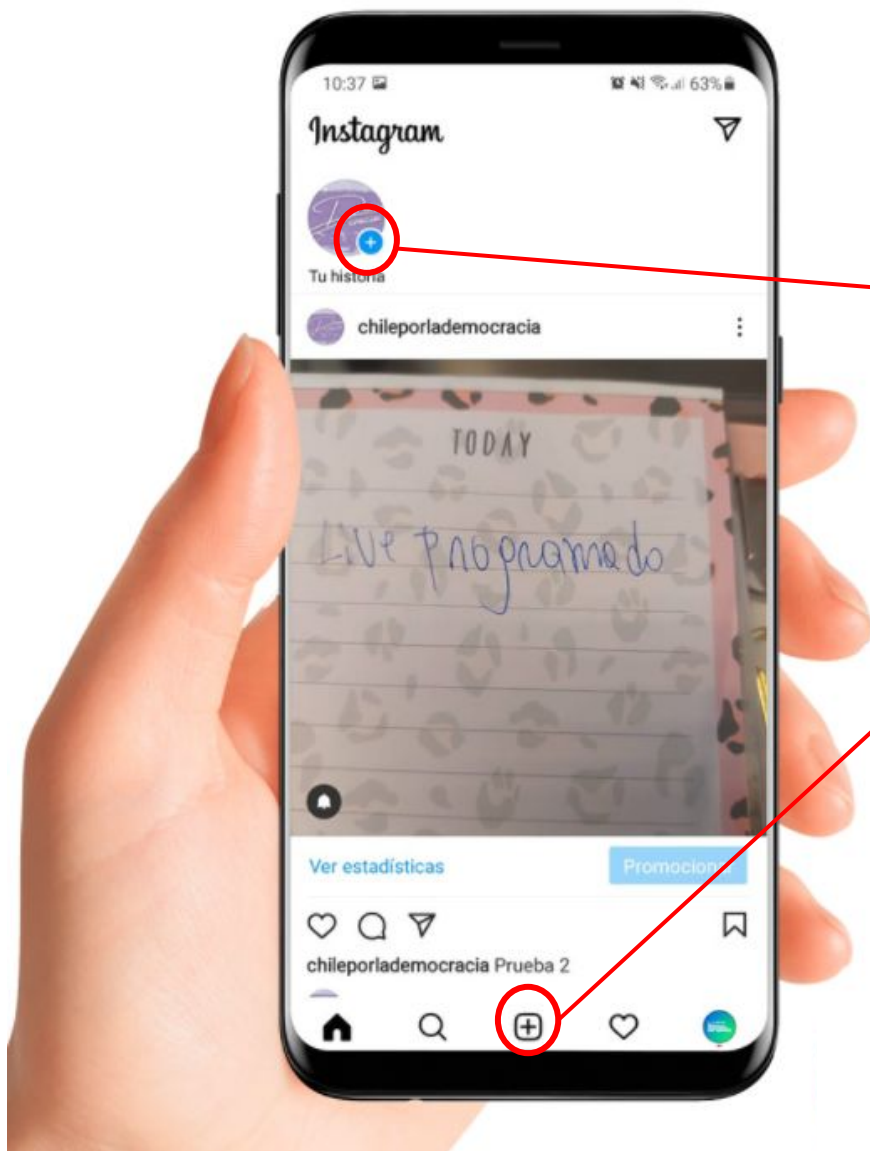 10:37 63%
Instagram
Tu historia
chileporlademocracia
TODAY
Live programado
Ver estadísticas
Promocionar
chileporlademocracia Prueba 2